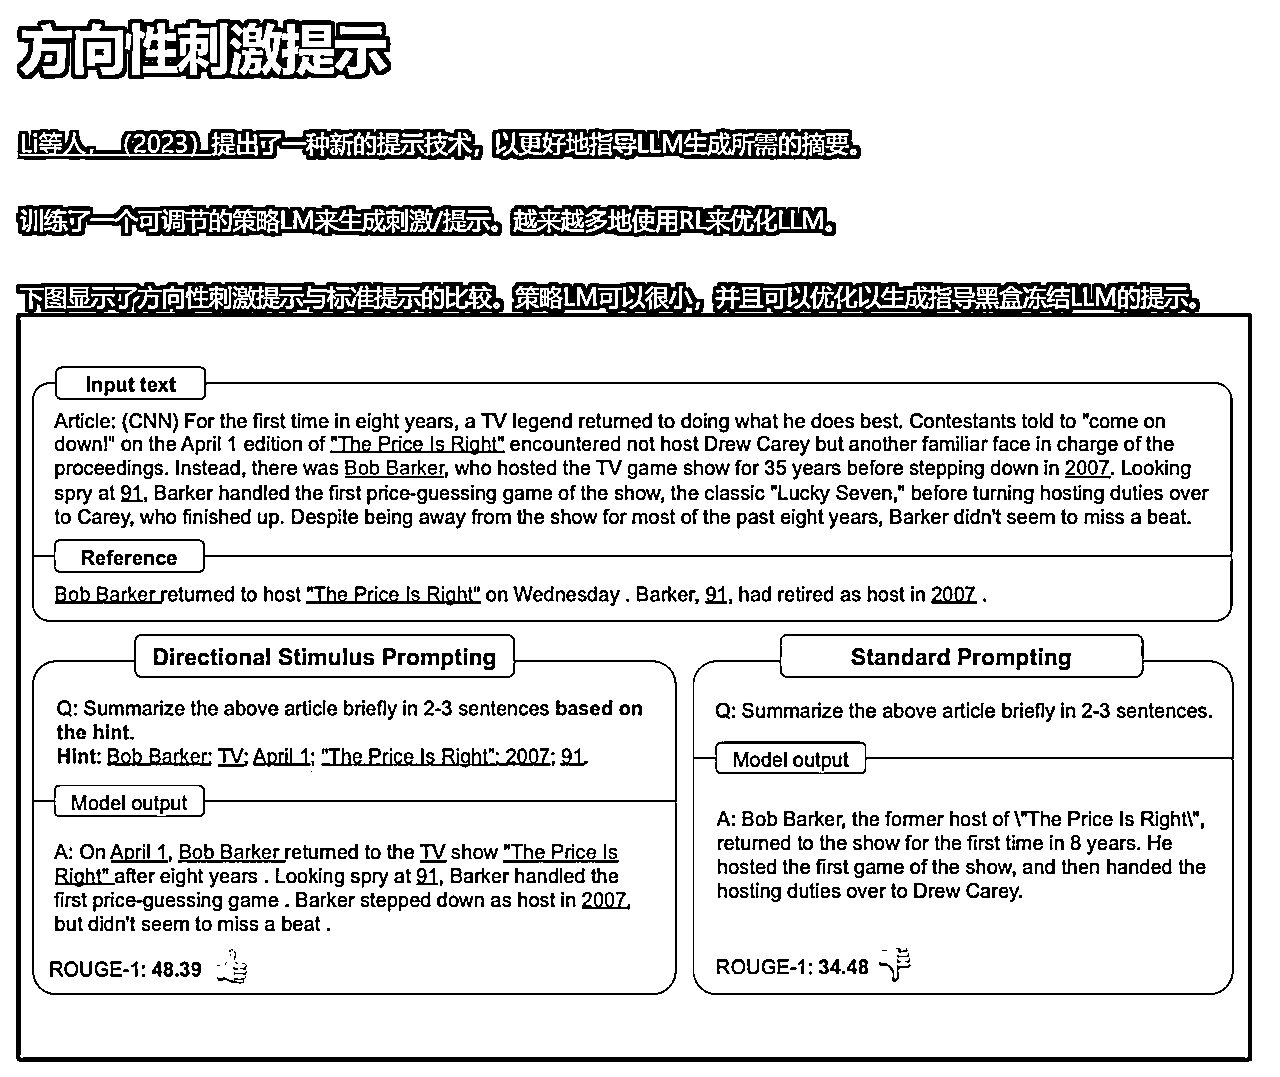 方向性刺激提示
Li等人，（2023）提出了一种新的提示技术，以更好地指导LLM生成所需的摘要。
训练了一个可调节的策略LM来生成刺激/提示。越来越多地使用RL来优化LLM。
下图显示了方向性刺激提示与标准提示的比较。策略LM可以很小，并且可以优化以生成指导黑盒冻结LLM的提示。
Input text
Article: (CNN) For the first time in eight years, a TV legend returned to doing what he does best. Contestants told to "come on
down!" on the April 1 edition of "The Price Is Right" encountered not host Drew Carey but another familiar face in charge of the
proceedings. Instead, there was Bob Barker, who hosted the TV game show for 35 years before stepping down in 2007. Looking
spry at 91, Barker handled the first price-guessing game of the show, the classic "Lucky Seven," before turning hosting duties over
to Carey, who finished up. Despite being away from the show for most of the past eight years, Barker didn't seem to miss a beat.
Reference
Bob Barker returned to host "The Price Is Right" on Wednesday . Barker, 91, had retired as host in 2007 .
Directional Stimulus Prompting
Q: Summarize the above article briefly in 2-3 sentences based on
the hint.
Hint: Bob Barker; TV; April 1; "The Price Is Right"; 2007; 91.
Model output
A: On April 1, Bob Barker returned to the TV show "The Price Is
Right" after eight years . Looking spry at 91, Barker handled the
first price-guessing game . Barker stepped down as host in 2007,
but didn't seem to miss a beat .
ROUGE-1: 48.39
Standard Prompting
Q: Summarize the above article briefly in 2-3 sentences.
Model output
A: Bob Barker, the former host of \"The Price Is Right\",
returned to the show for the first time in 8 years. He
hosted the first game of the show, and then handed the
hosting duties over to Drew Carey.
ROUGE-1: 34.48